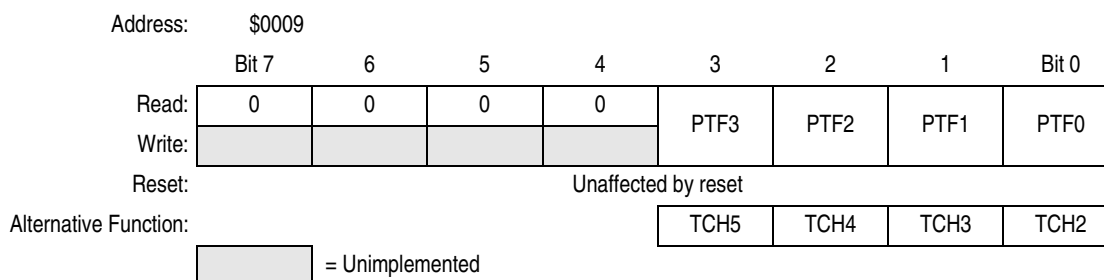 Address: $0009
Bit 7 6 5 4 3 2 1 Bit 0
Read: 0 0 0 0 PTF3 PTF2 PTF1 PTF0
Write:
Reset: Unaffected by reset
Alternative Function: TCH5 TCH4 TCH3 TCH2
= Unimplemented